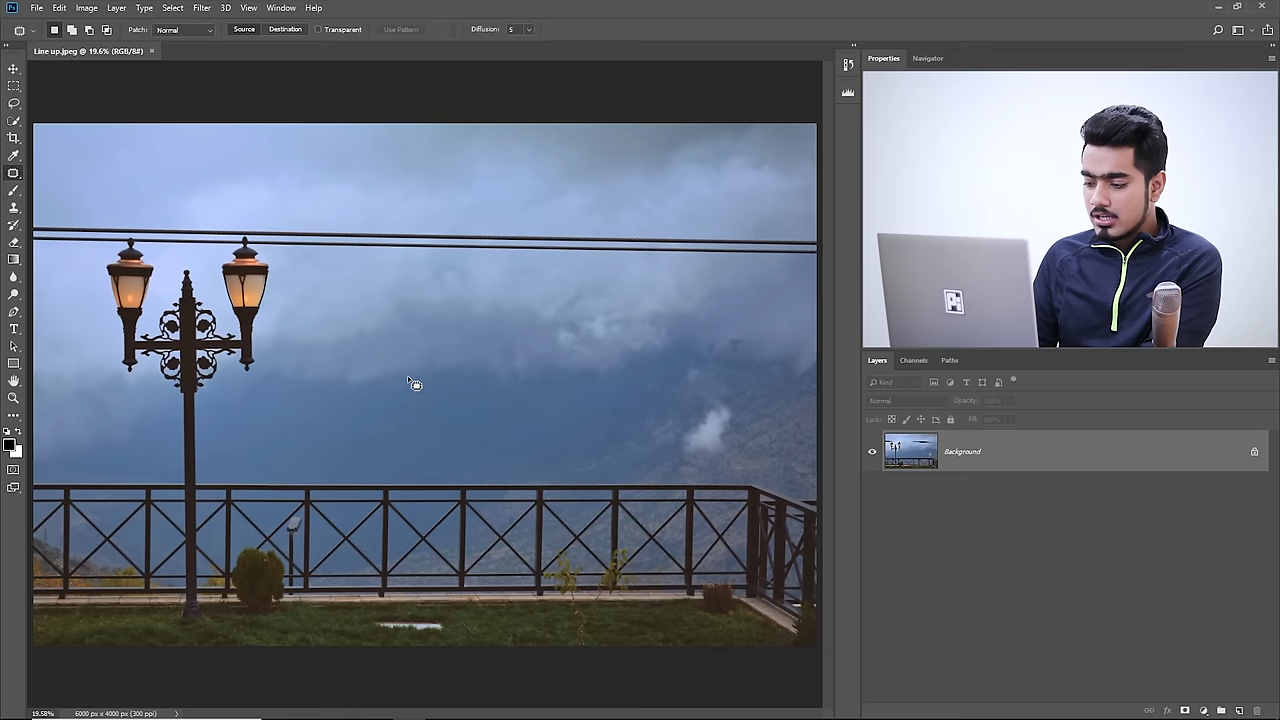 Ps File Edit Image Layer Type Select Filter 3D View Window Help
Patch: Normal Source Destination Transparent Use Pattern Diffusion: 5
Line up.jpeg @ 19.6% (RGB/8#) ×
Properties Navigator
Layers Channels Paths
Kind
Normal Opacity: 100%
Lock: Fill: 100%
Background
19.58% 6000 px x 4000 px (300 ppi)